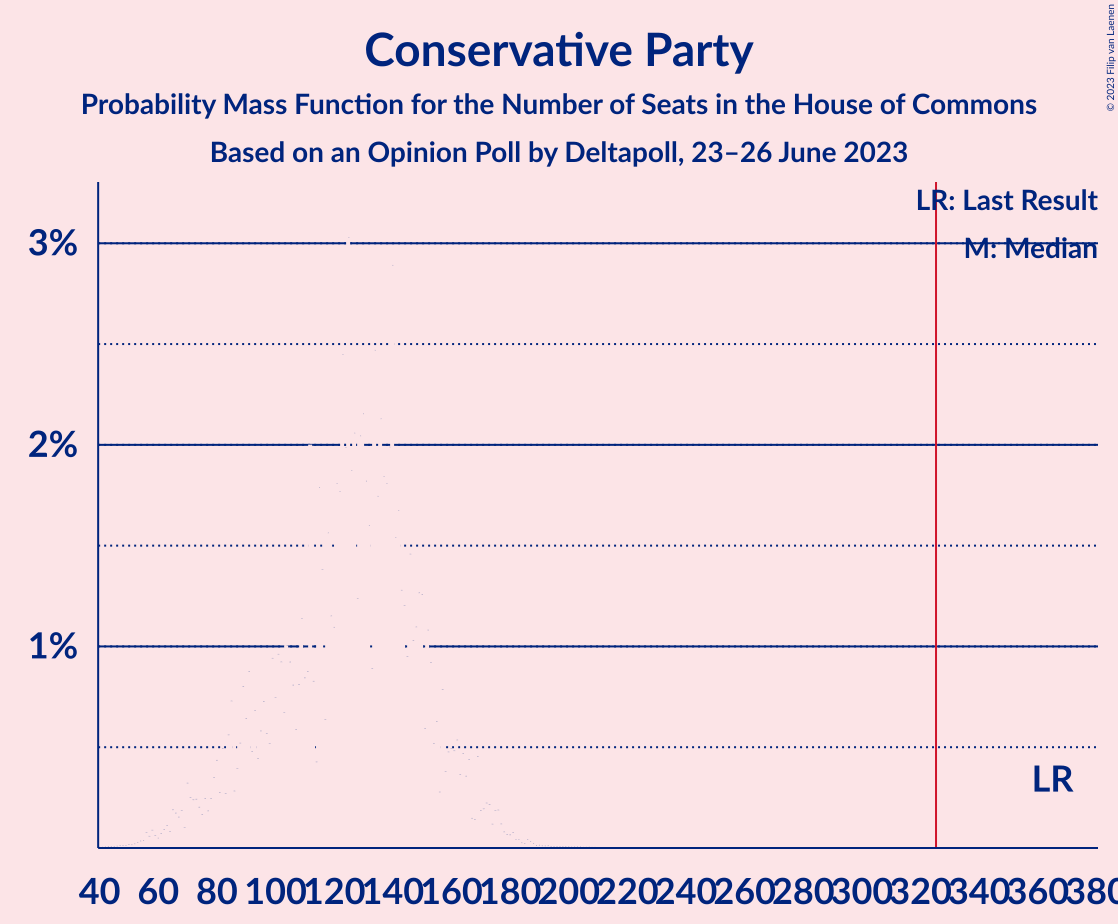 Conservative Party
Probability Mass Function for the Number of Seats in the House of Commons
Based on an Opinion Poll by Deltapoll, 23–26 June 2023
© 2023 Filip van Laenen
LR: Last Result
M: Median
3%
2%
1%
LR
40 60 80 100 120 140 160 180 200 220 240 260 280 300 320 340 360 380